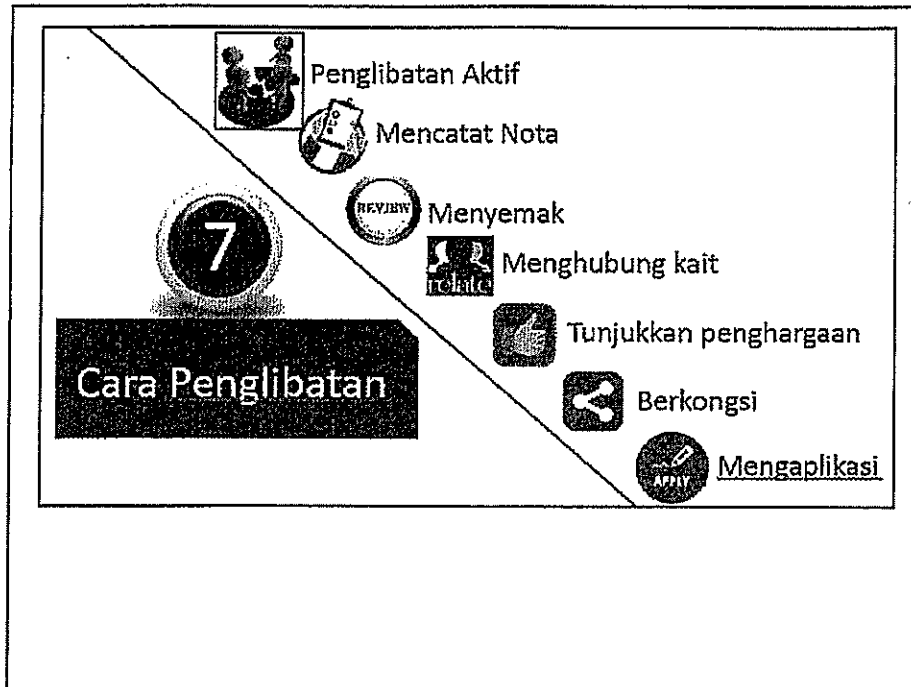 Penglibatan Aktif
Mencatat Nota
REVIEW
Menyemak
7
relate
Menghubung kait
Tunjukkan penghargaan
Cara Penglibatan
Berkongsi
APPLY
Mengaplikasi